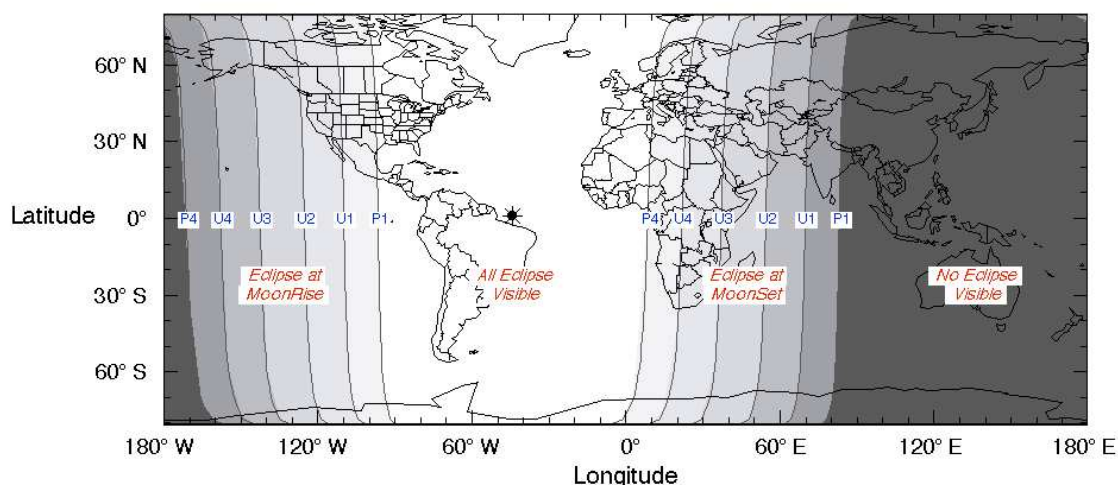 60° N
30° N
Latitude 0°
P4 U4 U3 U2 U1 P1
P4 U4 U3 U2 U1 P1
Eclipse at
MoonRise
All Eclipse
Visible
Eclipse at
MoonSet
No Eclipse
Visible
30° S
60° S
180° W 120° W 60° W 0° 60° E 120° E 180° E
Longitude